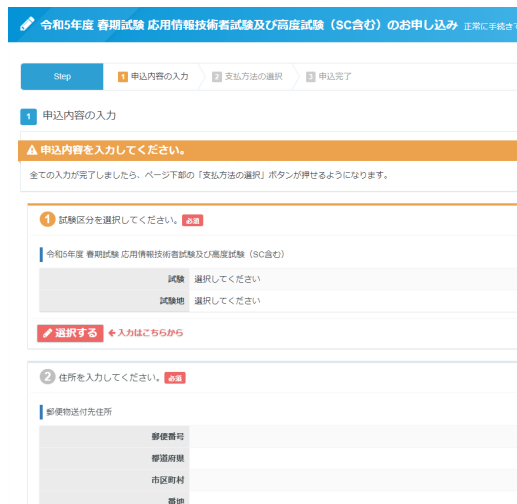 令和5年度 春期試験 応用情報技術者試験及び高度試験（SC含む）のお申し込み 正常に手続きで
Step
1 申込内容の入力
2 支払方法の選択
3 申込完了
1 申込内容の入力
申込内容を入力してください。
全ての入力が完了しましたら、ページ下部の「支払方法の選択」ボタンが押せるようになります。
1 試験区分を選択してください。 必須
令和5年度 春期試験 応用情報技術者試験及び高度試験（SC含む）
試験 選択してください
試験地 選択してください
選択する ←入力はこちらから
2 住所を入力してください。 必須
郵便物送付先住所
郵便番号
都道府県
市区町村
番地